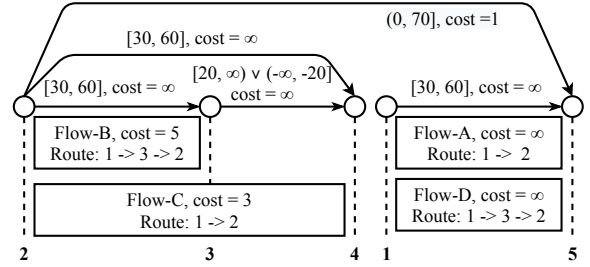 (0, 70], cost =1
[30, 60], cost = ∞
[20, ∞) ∨ (-∞, -20]
[30, 60], cost = ∞
cost = ∞
[30, 60], cost = ∞
Flow-B, cost = 5
Route: 1 -> 3 -> 2
Flow-A, cost = ∞
Route: 1 -> 2
Flow-C, cost = 3
Route: 1 -> 2
Flow-D, cost = ∞
Route: 1 -> 3 -> 2
2 3 4 1 5